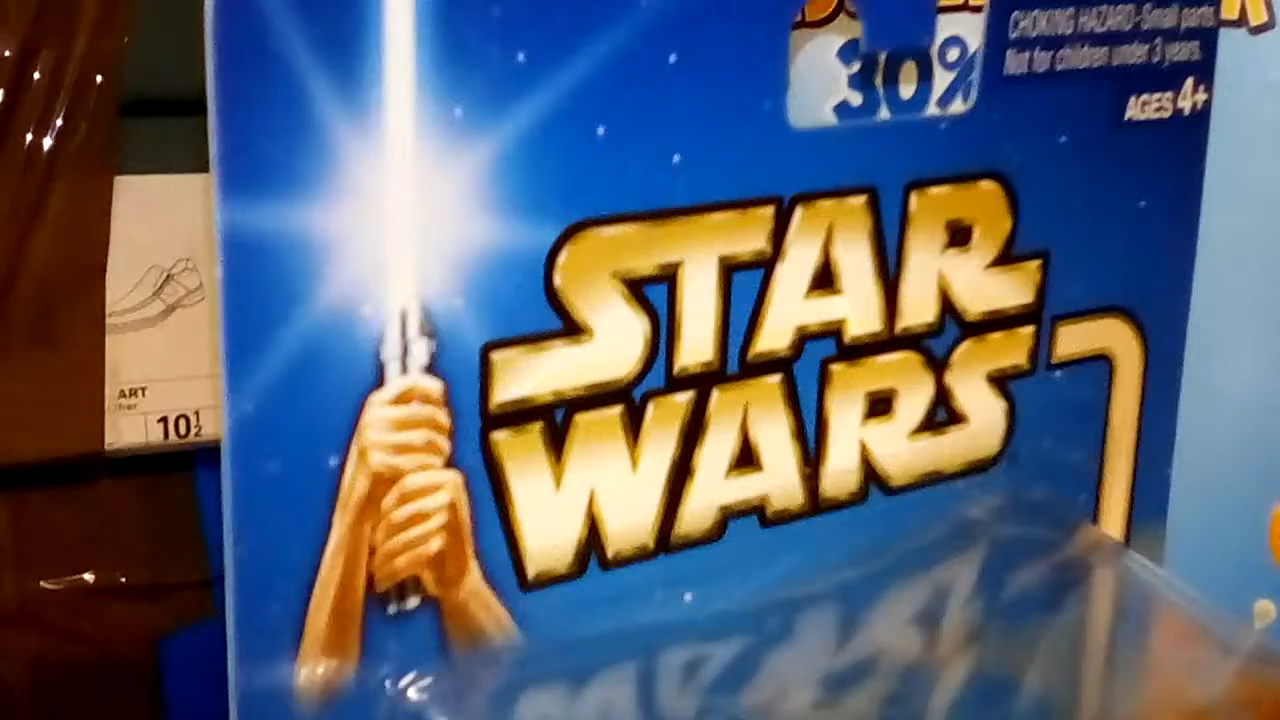 30%
CHOKING HAZARD-Small parts
Not for children under 3 years.
AGES 4+
STAR
WARS
ART
10½